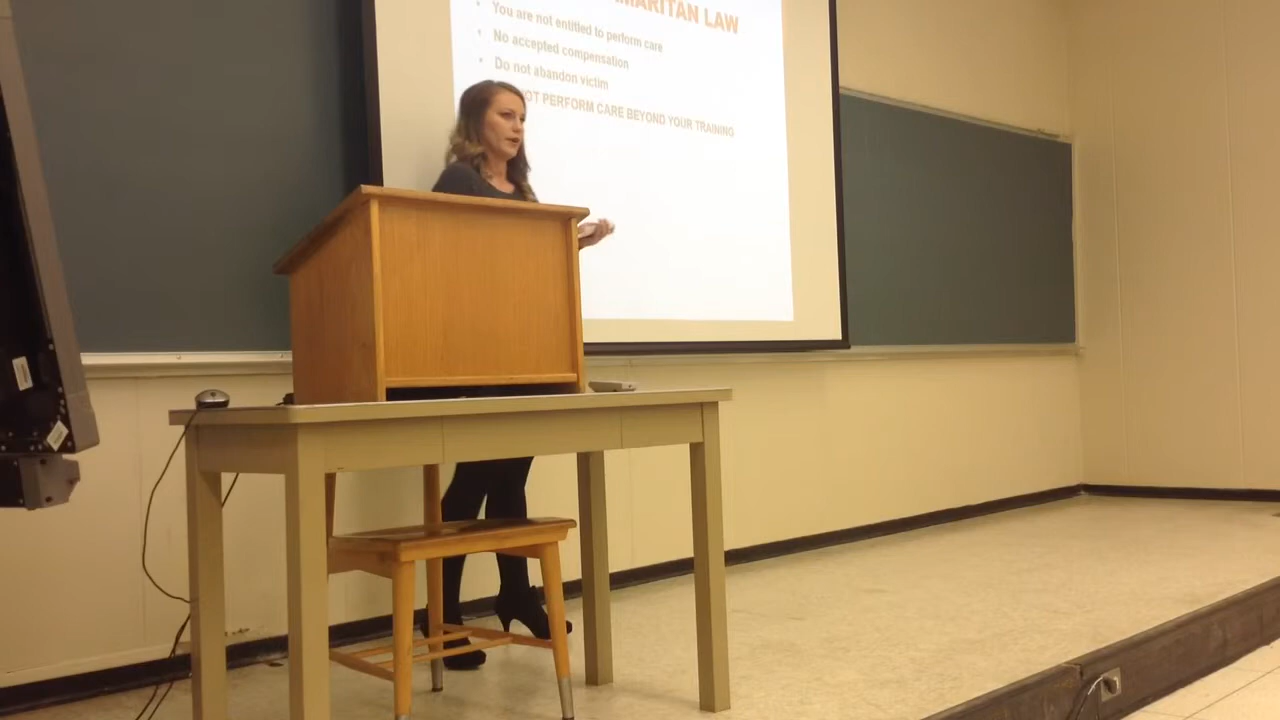 MARITAN LAW
You are not entitled to perform care
No accepted compensation
Do not abandon victim
NOT PERFORM CARE BEYOND YOUR TRAINING